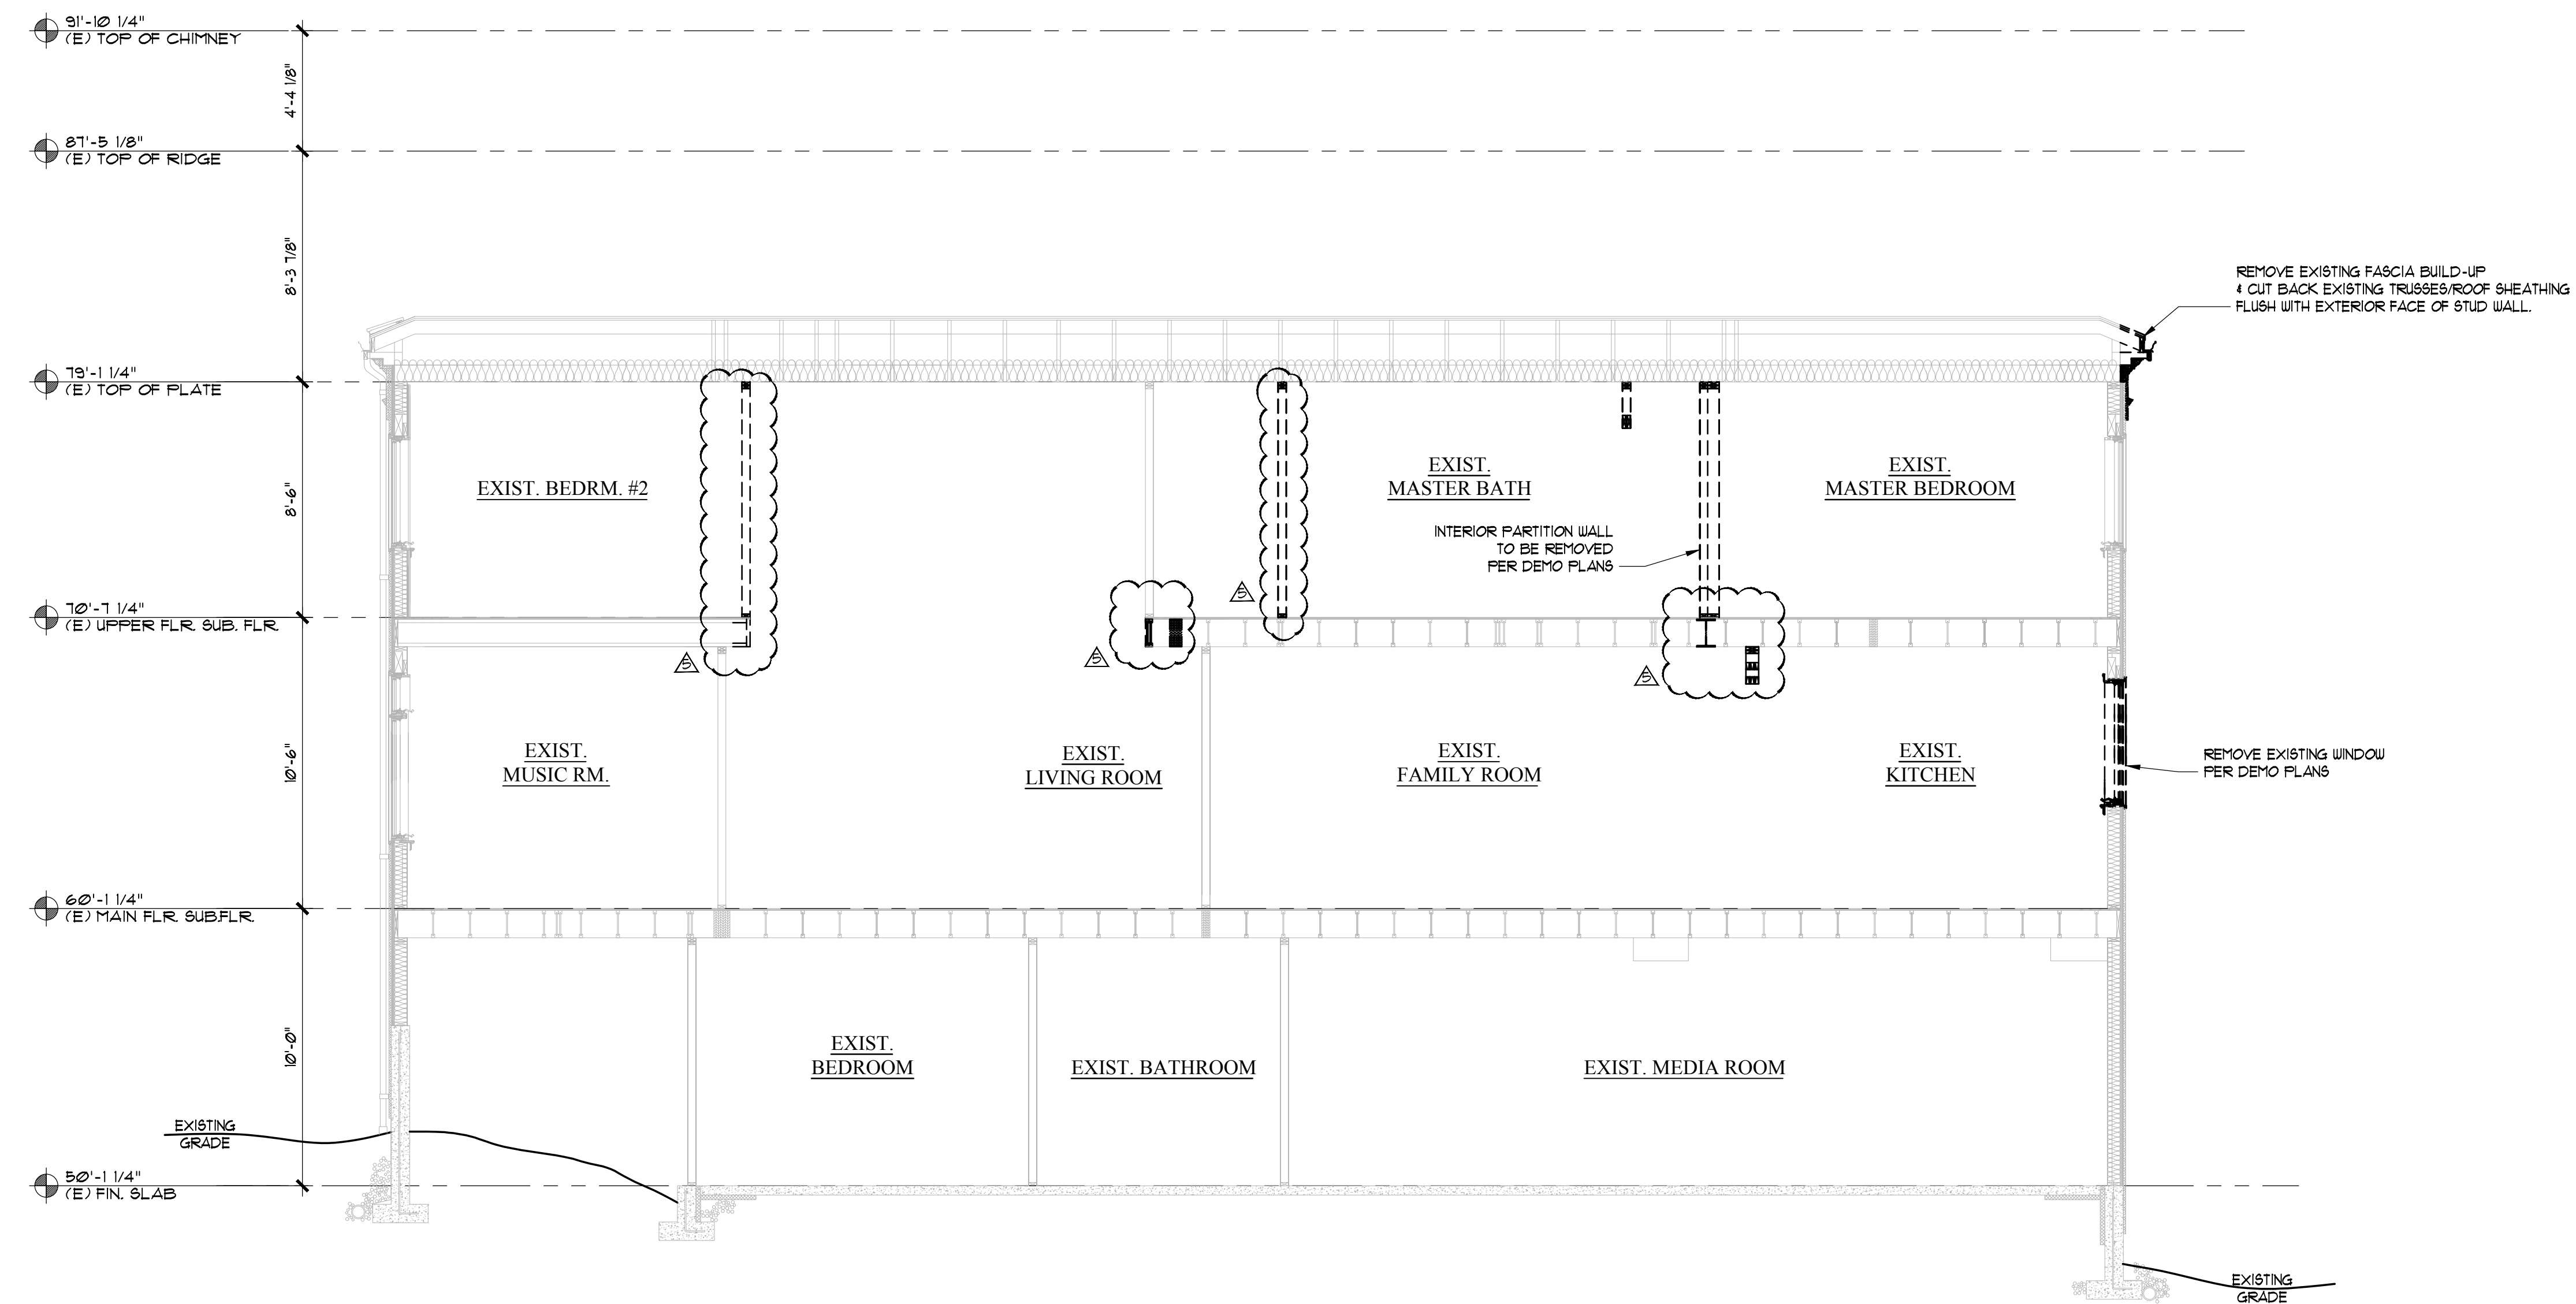 91'-10 1/4"
(E) TOP OF CHIMNEY
4'-4 1/8"
87'-5 1/8"
(E) TOP OF RIDGE
8'-3 7/8"
REMOVE EXISTING FASCIA BUILD-UP
& CUT BACK EXISTING TRUSSES/ROOF SHEATHING
FLUSH WITH EXTERIOR FACE OF STUD WALL.
79'-1 1/4"
(E) TOP OF PLATE
8'-6"
EXIST. BEDRM. #2
EXIST.
MASTER BATH
EXIST.
MASTER BEDROOM
INTERIOR PARTITION WALL
TO BE REMOVED
PER DEMO PLANS
5
70'-7 1/4"
(E) UPPER FLR. SUB. FLR.
5
5
5
10'-6"
EXIST.
MUSIC RM.
EXIST.
LIVING ROOM
EXIST.
FAMILY ROOM
EXIST.
KITCHEN
REMOVE EXISTING WINDOW
PER DEMO PLANS
60'-1 1/4"
(E) MAIN FLR. SUB.FLR.
10'-0"
EXIST.
BEDROOM
EXIST. BATHROOM
EXIST. MEDIA ROOM
EXISTING
GRADE
50'-1 1/4"
(E) FIN. SLAB
EXISTING
GRADE